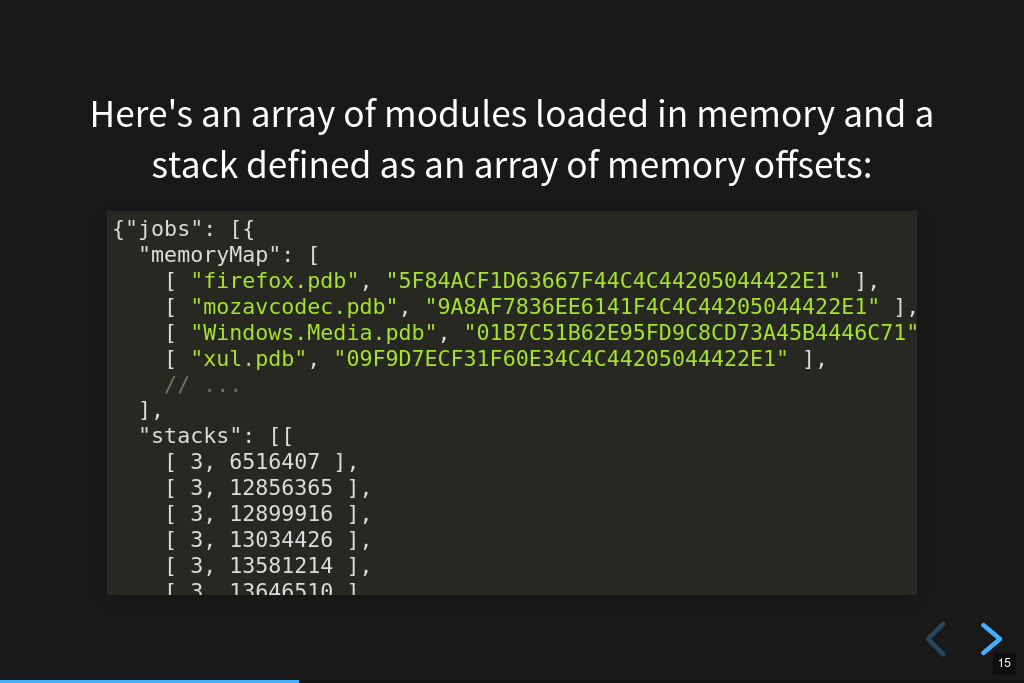 Here's an array of modules loaded in memory and a
stack defined as an array of memory offsets:
{"jobs": [{
  "memoryMap": [
    [ "firefox.pdb", "5F84ACF1D63667F44C4C44205044422E1" ],
    [ "mozavcodec.pdb", "9A8AF7836EE6141F4C4C44205044422E1" ],
    [ "Windows.Media.pdb", "01B7C51B62E95FD9C8CD73A45B4446C71"
    [ "xul.pdb", "09F9D7ECF31F60E34C4C44205044422E1" ],
    // ...
  ],
  "stacks": [[
    [ 3, 6516407 ],
    [ 3, 12856365 ],
    [ 3, 12899916 ],
    [ 3, 13034426 ],
    [ 3, 13581214 ],
    [ 3, 13646510 ]
15